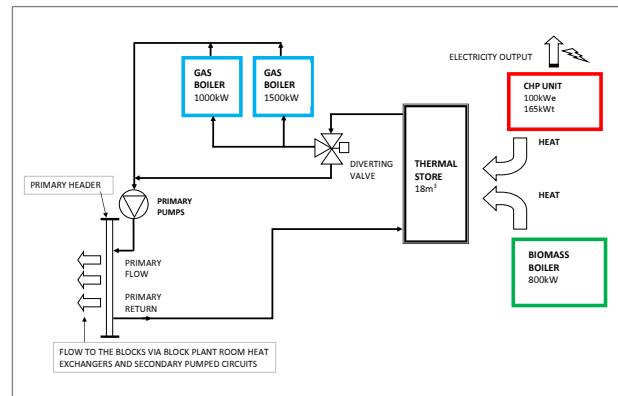 ELECTRICITY OUTPUT
GAS
BOILER
1000kW
GAS
BOILER
1500kW
CHP UNIT
100kWe
165kWt
HEAT
DIVERTING
VALVE
THERMAL
STORE
18m³
HEAT
PRIMARY HEADER
PRIMARY
PUMPS
BIOMASS
BOILER
800kW
PRIMARY
FLOW
PRIMARY
RETURN
FLOW TO THE BLOCKS VIA BLOCK PLANT ROOM HEAT
EXCHANGERS AND SECONDARY PUMPED CIRCUITS